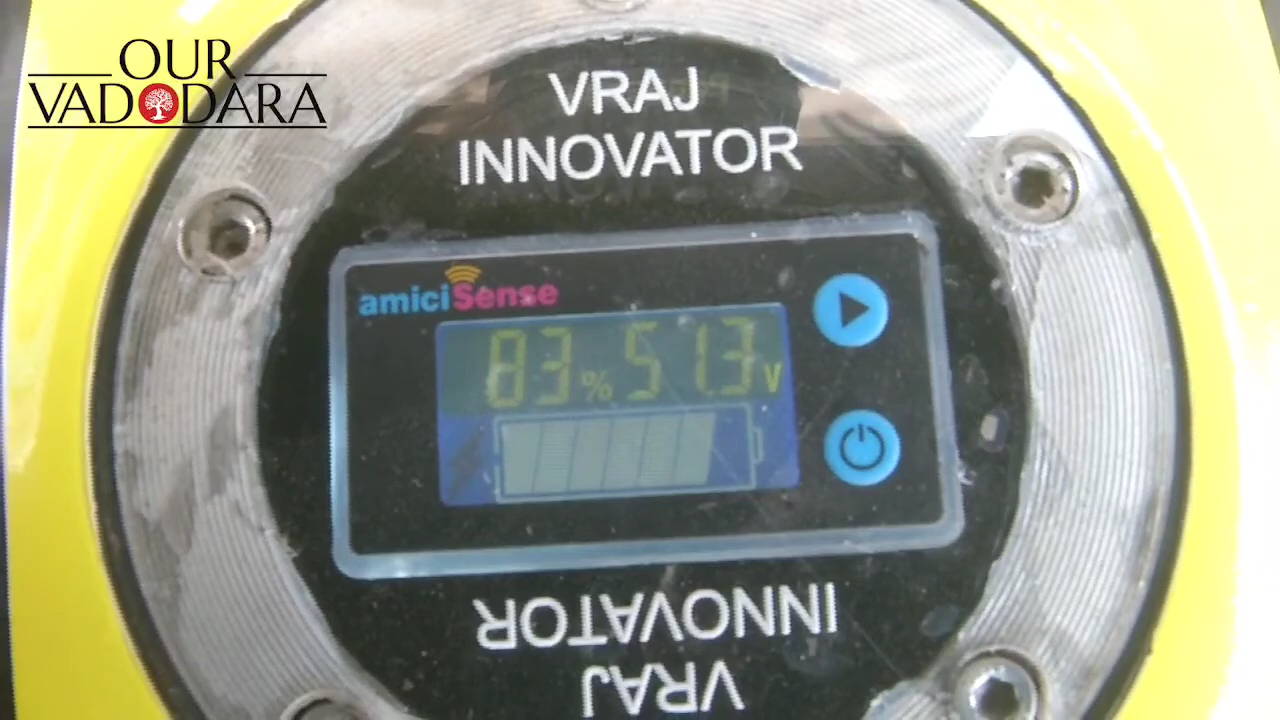 OUR
VADODARA
VRAJ
INNOVATOR
amiciSense
83% 51.3V
INNOVATOR
VRAJ